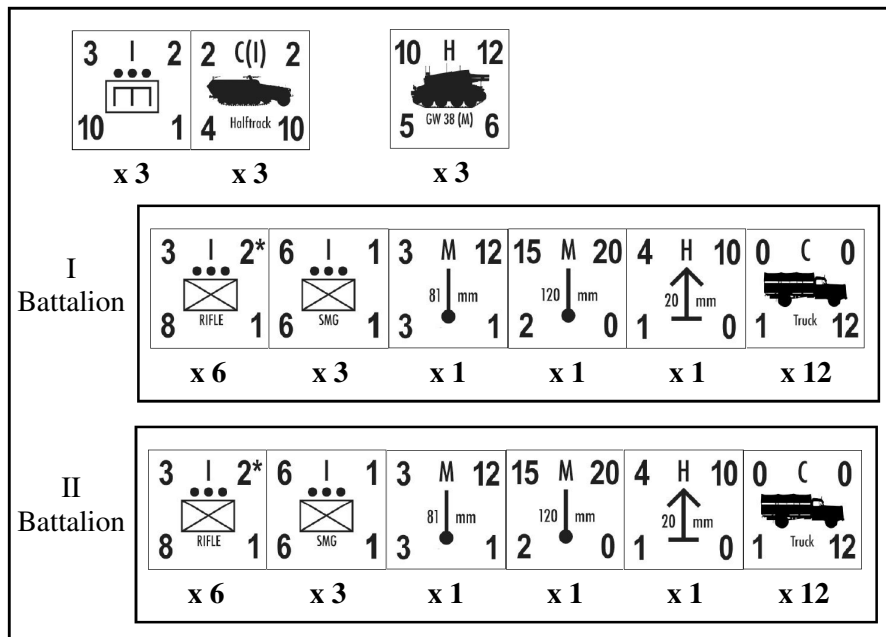 3 I 2 2 C(I) 2 10 H 12
10 1 4 Halftrack 10 5 GW 38 (M) 6
x 3 x 3 x 3
I
Battalion
3 I 2* 6 I 1 3 M 12 15 M 20 4 H 10 0 C 0
81 mm 120 mm 20 mm
8 RIFLE 1 6 SMG 1 3 1 2 0 1 0 1 Truck 12
x 6 x 3 x 1 x 1 x 1 x 12
II
Battalion
3 I 2* 6 I 1 3 M 12 15 M 20 4 H 10 0 C 0
81 mm 120 mm 20 mm
8 RIFLE 1 6 SMG 1 3 1 2 0 1 0 1 Truck 12
x 6 x 3 x 1 x 1 x 1 x 12